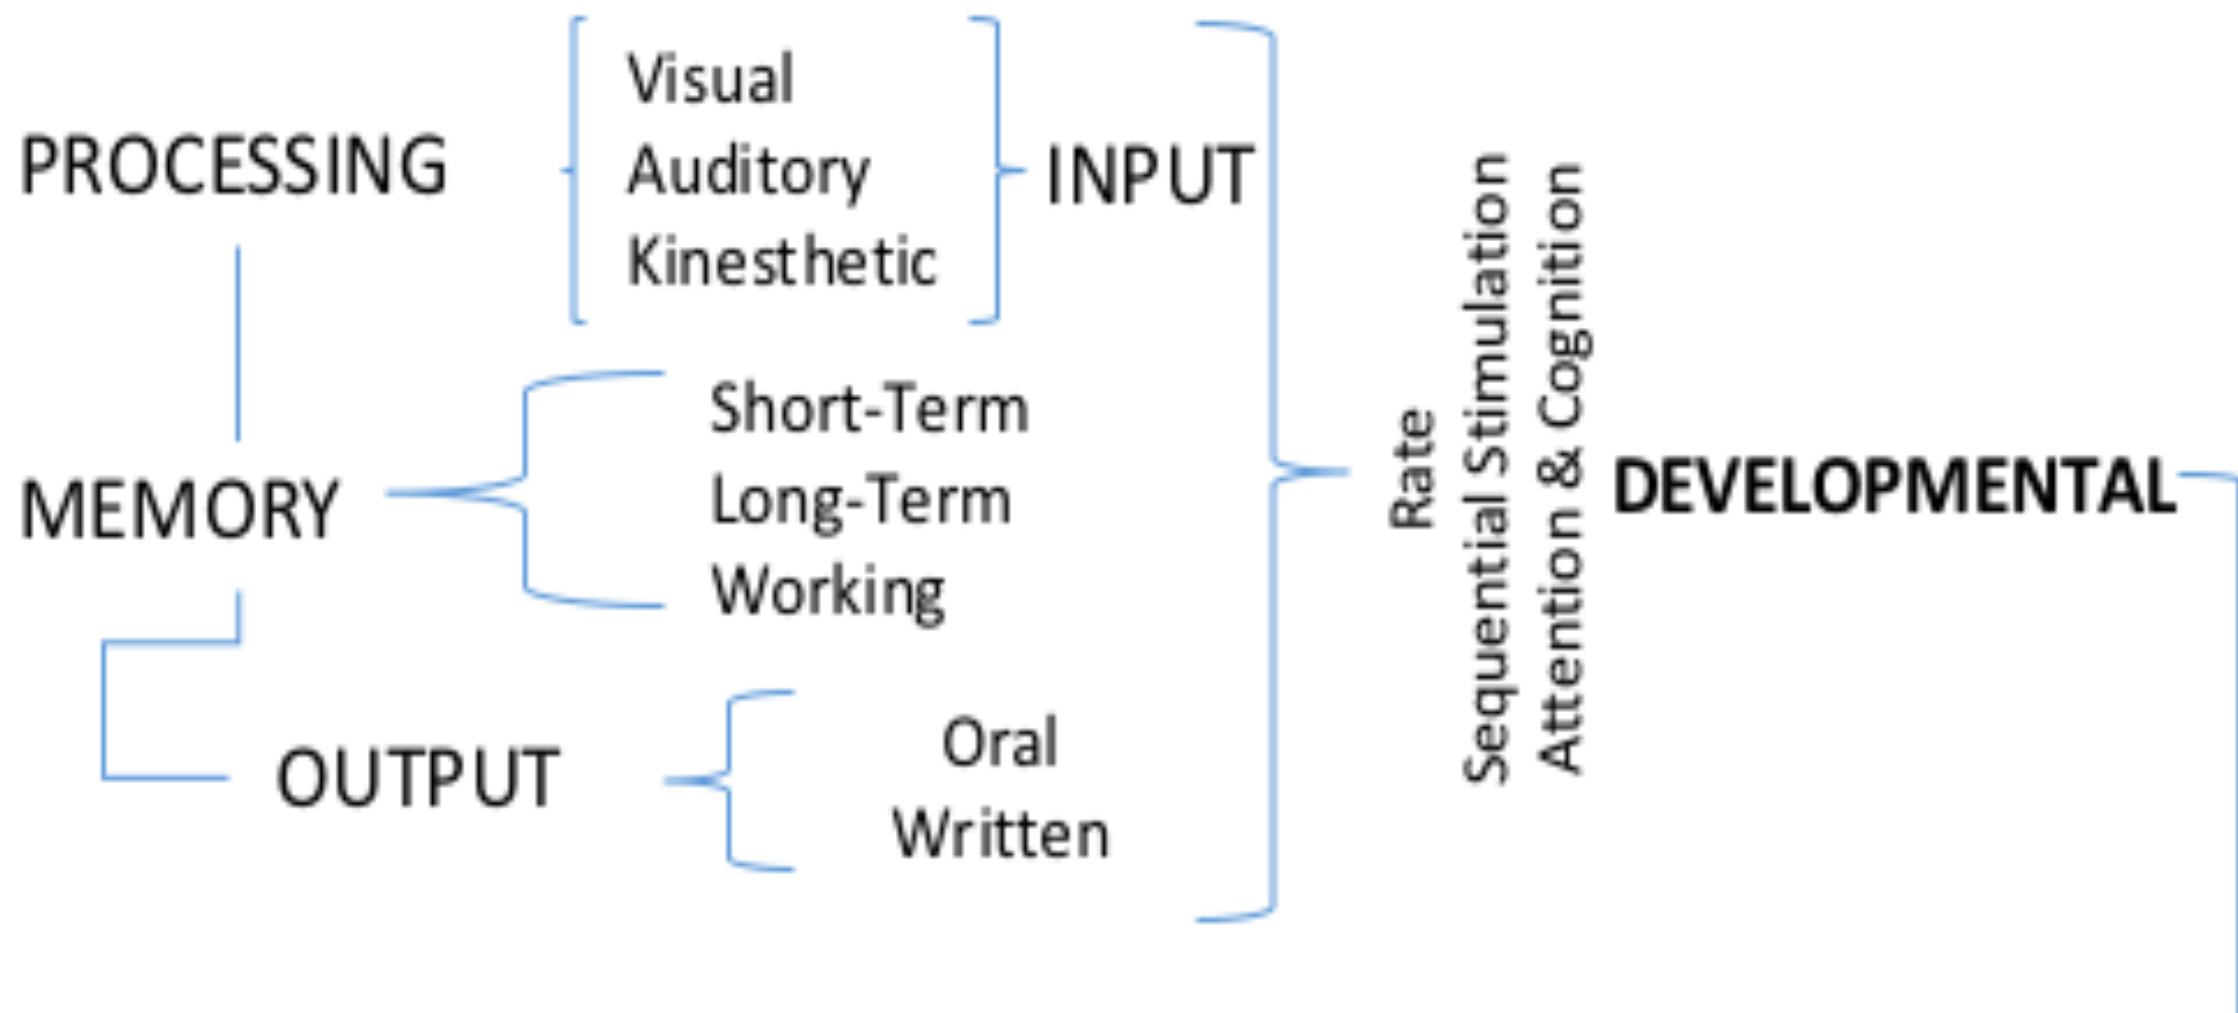 PROCESSING
Visual
Auditory
Kinesthetic
INPUT
MEMORY
Short-Term
Long-Term
Working
OUTPUT
Oral
Written
Rate
Sequential Stimulation
Attention & Cognition
DEVELOPMENTAL